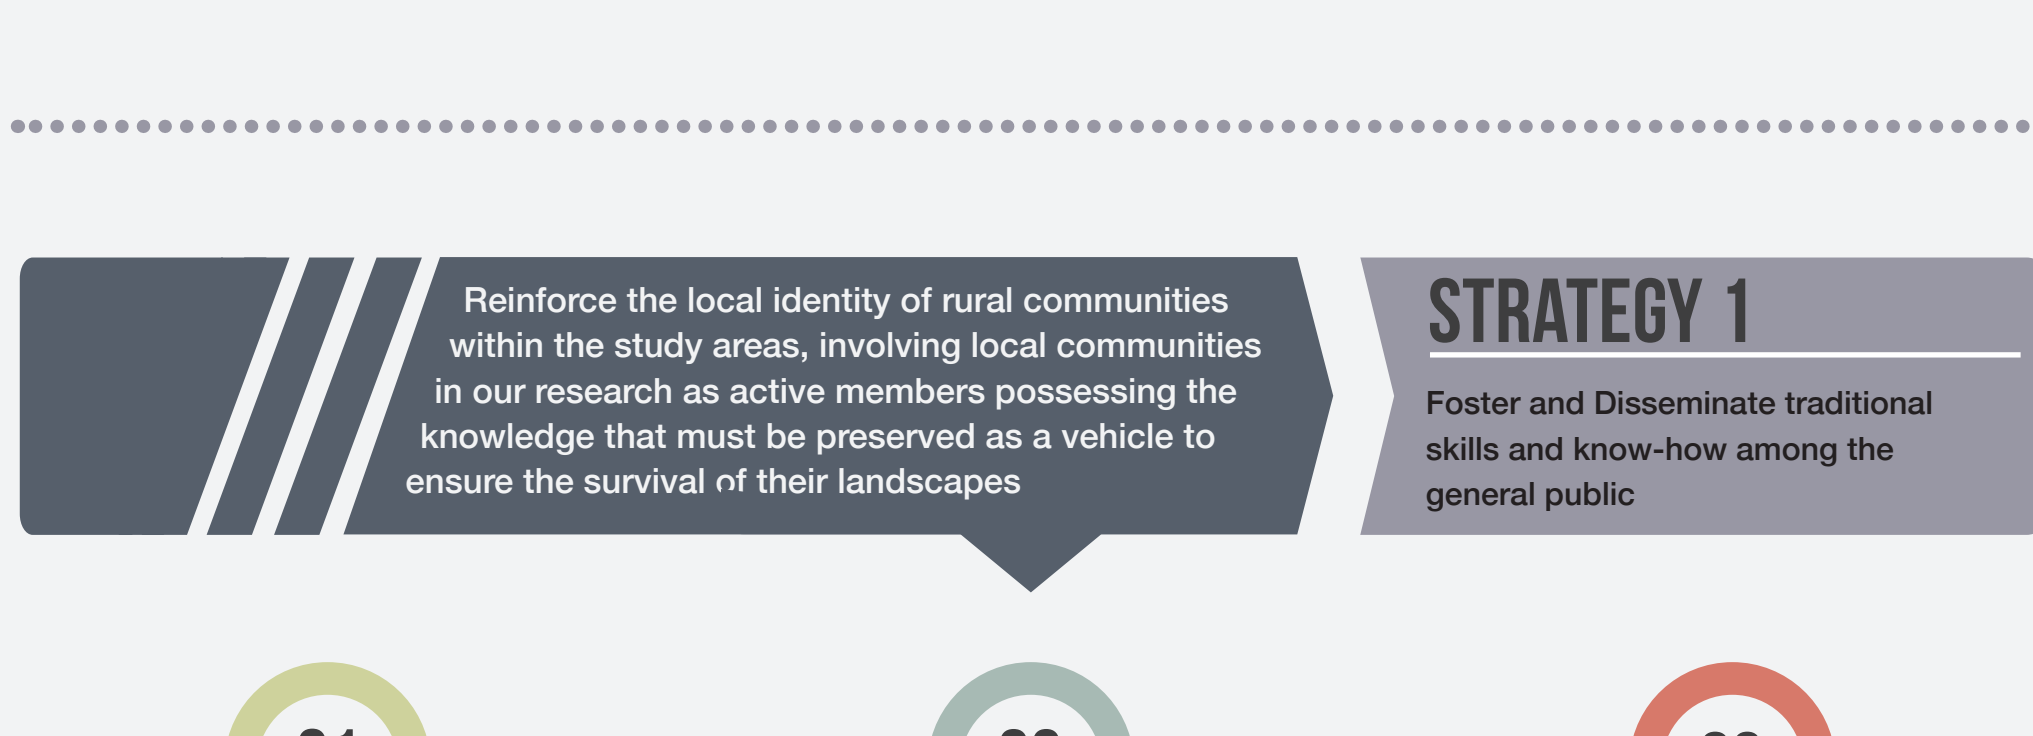 Reinforce the local identity of rural communities
within the study areas, involving local communities
in our research as active members possessing the
knowledge that must be preserved as a vehicle to
ensure the survival of their landscapes
STRATEGY 1
Foster and Disseminate traditional
skills and know-how among the
general public